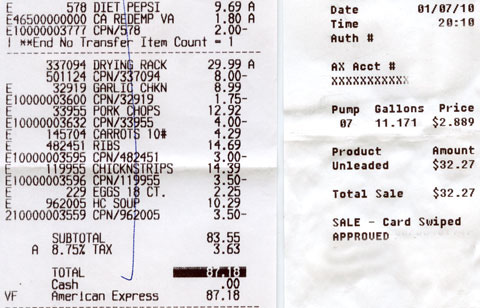 E 578 DIET PEPSI 9.69 A
E46500000000 CA REDEMP VA 1.80 A
E10000003777 CPN/578 2.00-
! **End No Transfer Item Count = 1
337094 DRYING RACK 29.99 A
501124 CPN/337094 8.00-
E 32919 GARLIC CHKN 8.99
E10000003600 CPN/32919 1.75-
E 33955 PORK CHOPS 12.92
E10000003632 CPN/33955 4.00-
E 145704 CARROTS 10# 4.29
E 482451 RIBS 14.69
E10000003595 CPN/482451 3.00-
E 119955 CHICKNSTRIPS 14.39
E10000003596 CPN/119955 3.50-
E 229 EGGS 18 CT. 2.25
E 962005 HC SOUP 10.29
210000003559 CPN/962005 3.50-
SUBTOTAL 83.55
A 8.75% TAX 3.63
TOTAL 87.18
Cash .00
VF American Express 87.18
Date 01/07/10
Time 20:10
Auth #
AX Acct #
XXXXXXXXXXX
Pump Gallons Price
07 11.171 $2.889
Product Amount
Unleaded $32.27
Total Sale $32.27
SALE - Card Swiped
APPROVED